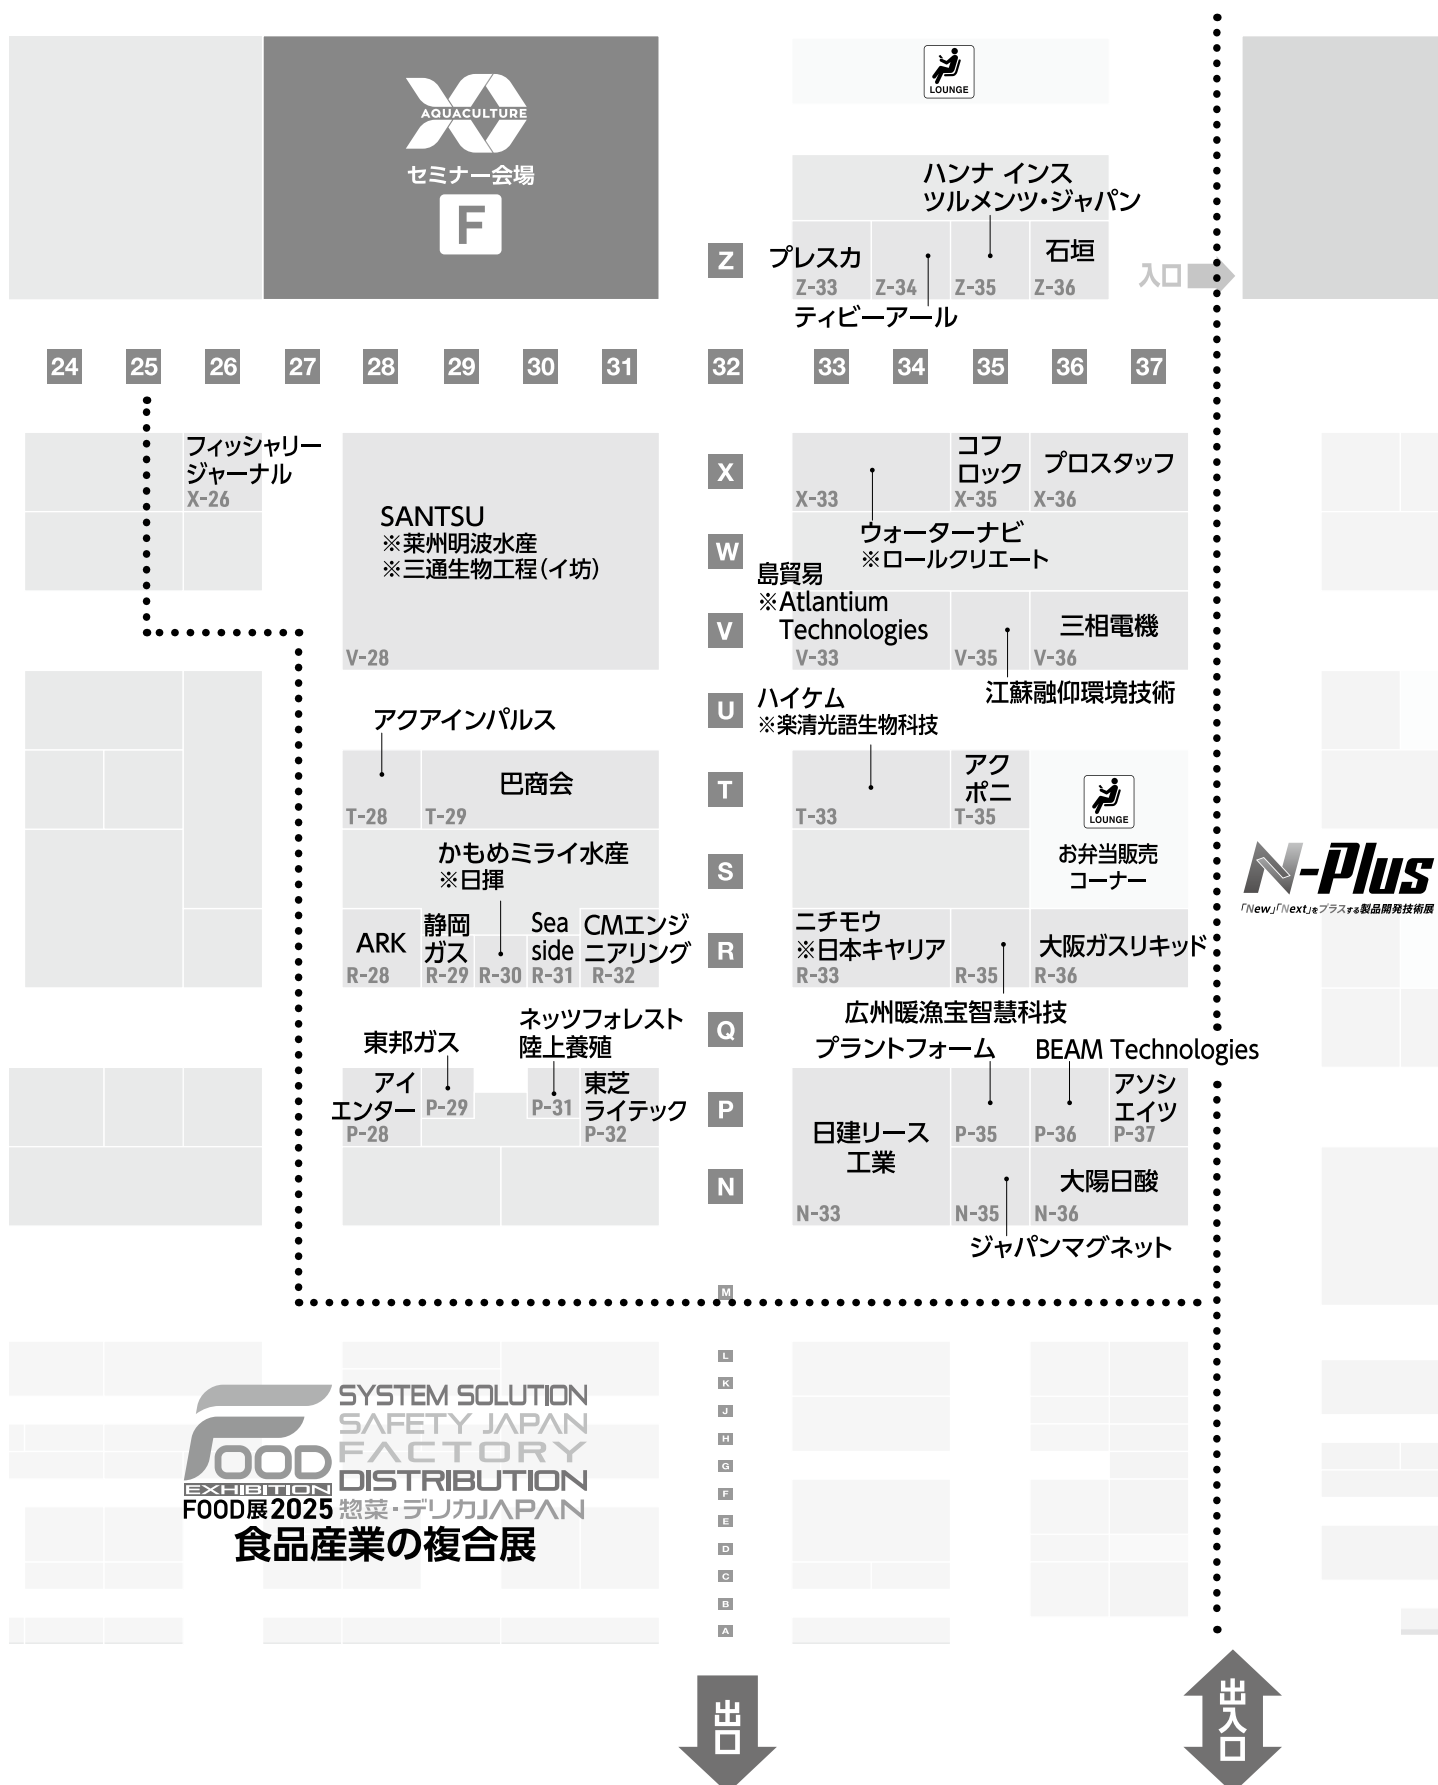 LOUNGE
AQUACULTURE
セミナー会場
F
ハンナ インス
ツルメンツ・ジャパン
Z
プレスカ
石垣
入口
Z-33
Z-34
Z-35
Z-36
ティビーアール
24
25
26
27
28
29
30
31
32
33
34
35
36
37
フィッシャリー
ジャーナル
X-26
SANTSU
※莱州明波水産
※三通生物工程(イ坊)
V-28
X
コフ
ロック
プロスタッフ
X-33
X-35
X-36
ウォーターナビ
※ロールクリエート
W
島貿易
※Atlantium
Technologies
V
三相電機
V-33
V-35
V-36
江蘇融仰環境技術
アクアインパルス
U
ハイケム
※楽清光語生物科技
巴商会
T-28
T-29
T
アク
ポニ
T-33
T-35
LOUNGE
お弁当販売
コーナー
かもめミライ水産
※日揮
S
N-Plus
「New」「Next」をプラスする製品開発技術展
ARK
R-28
静岡
ガス
R-29
R-30
Sea
side
R-31
CMエンジ
ニアリング
R-32
R
ニチモウ
※日本キャリア
R-33
R-35
大阪ガスリキッド
R-36
広州暖漁宝智慧科技
東邦ガス
ネッツフォレスト
陸上養殖
Q
プラントフォーム
BEAM Technologies
アイ
エンター
P-28
P-29
P-31
東芝
ライテック
P-32
P
日建リース
工業
P-35
P-36
アソシ
エイツ
P-37
N
大陽日酸
N-33
N-35
N-36
ジャパンマグネット
M
L
K
J
H
G
F
E
D
C
B
A
FOOD
EXHIBITION
FOOD展2025
SYSTEM SOLUTION
SAFETY JAPAN
FACTORY
DISTRIBUTION
惣菜・デリカJAPAN
食品産業の複合展
出口
出入口